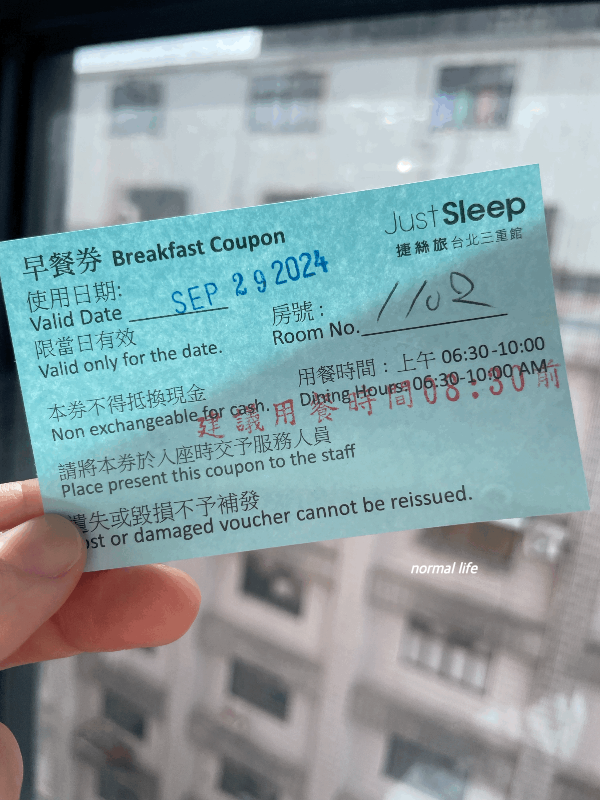 早餐券 Breakfast Coupon
JustSleep
捷絲旅台北三重館
使用日期:
Valid Date SEP 29 2024
限當日有效
Valid only for the date.
房號:
Room No. 1102
用餐時間:上午 06:30-10:00
Dining Hours: 06:30-10:00 AM
建議用餐時間08:30前
本券不得抵換現金
Non exchangeable for cash.
請將本券於入座時交予服務人員
Place present this coupon to the staff
遺失或毀損不予補發
ost or damaged voucher cannot be reissued.
normal life